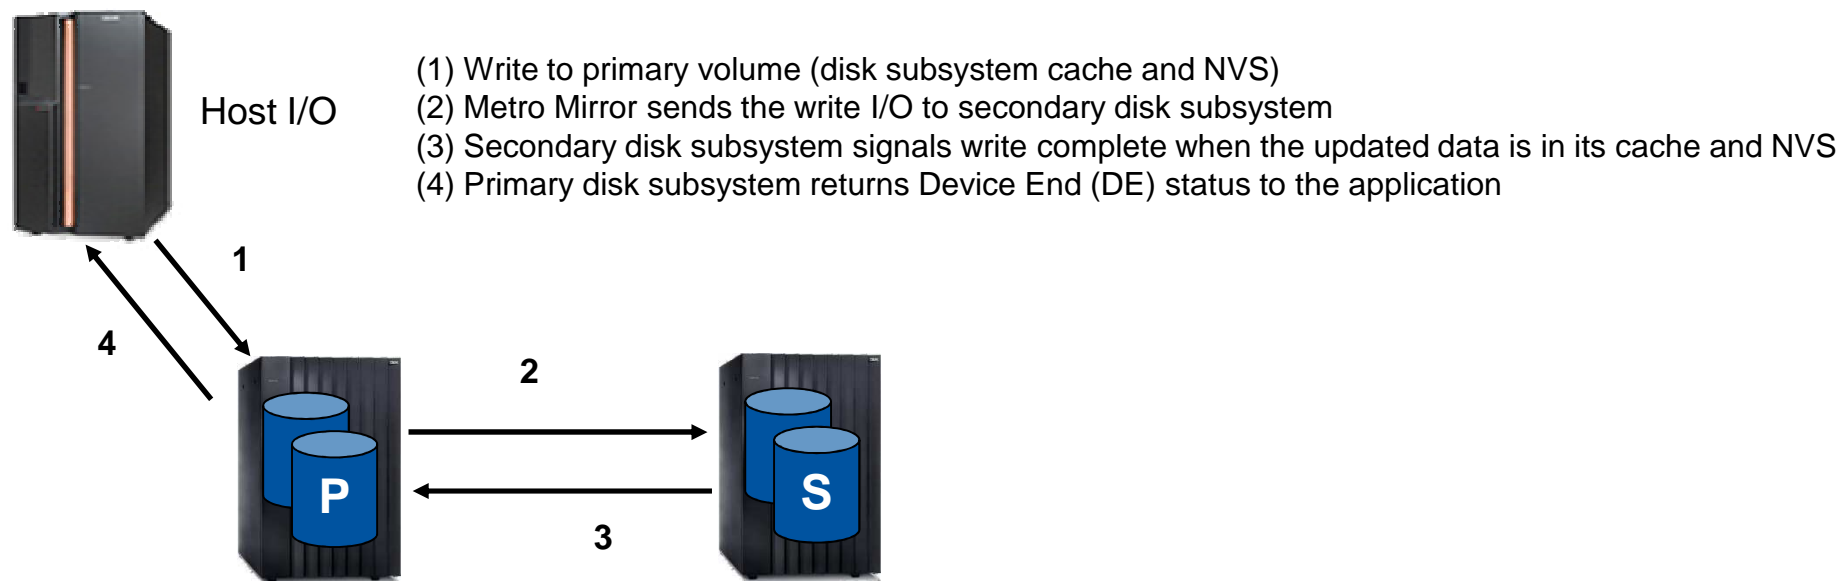 (1) Write to primary volume (disk subsystem cache and NVS)
Host I/O
(2) Metro Mirror sends the write I/O to secondary disk subsystem
(3) Secondary disk subsystem signals write complete when the updated data is in its cache and NVS
(4) Primary disk subsystem returns Device End (DE) status to the application
1
4
2
P
S
3